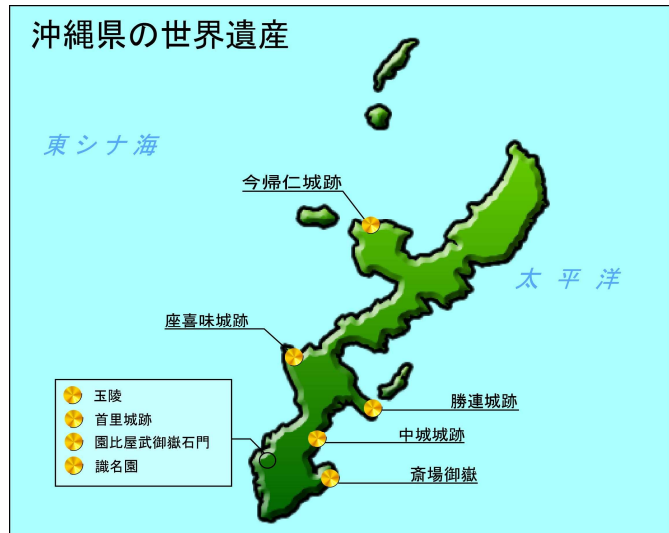 沖縄県の世界遺産
東シナ海
今帰仁城跡
太平洋
座喜味城跡
玉陵
首里城跡
園比屋武御嶽石門
識名園
勝連城跡
中城城跡
斎場御嶽